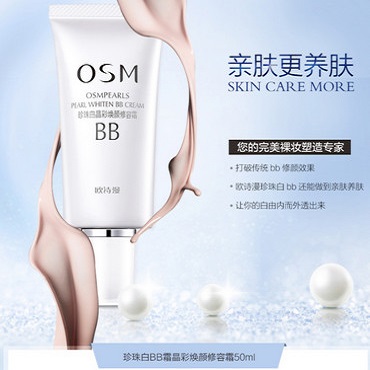 OSM
OSMPEARLS
PEARL WHITEN BB CREAM
珍珠白晶彩焕颜修容霜
BB
欧诗漫
亲肤更养肤
SKIN CARE MORE
您的完美裸妆塑造专家
• 打破传统 bb 修颜效果
• 欧诗漫珍珠白 bb 还能做到亲肤养肤
• 让你的白由内而外透出来
珍珠白BB霜晶彩焕颜修容霜50ml